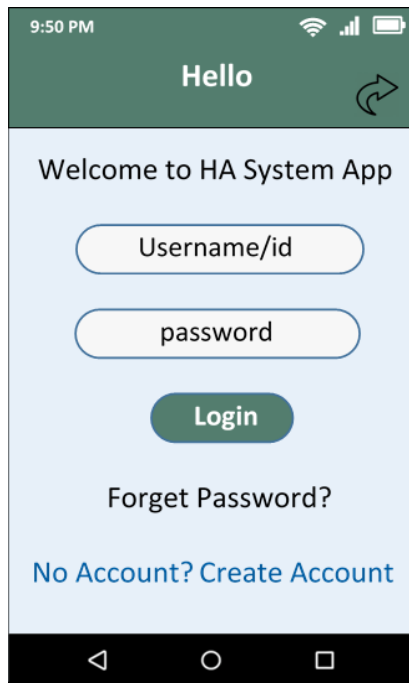 9:50 PM
Hello
Welcome to HA System App
Username/id
password
Login
Forget Password?
No Account? Create Account